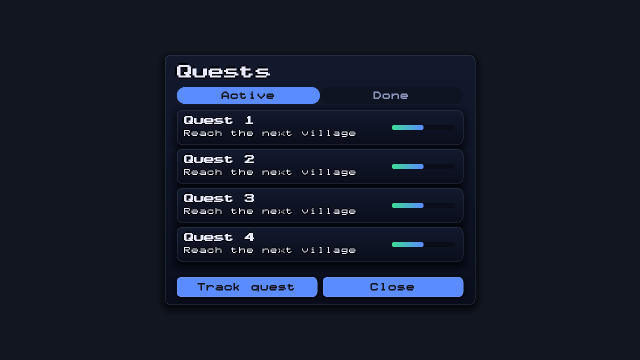 Quests
Active
Done
Quest 1
Reach the next village
Quest 2
Reach the next village
Quest 3
Reach the next village
Quest 4
Reach the next village
Track quest
Close